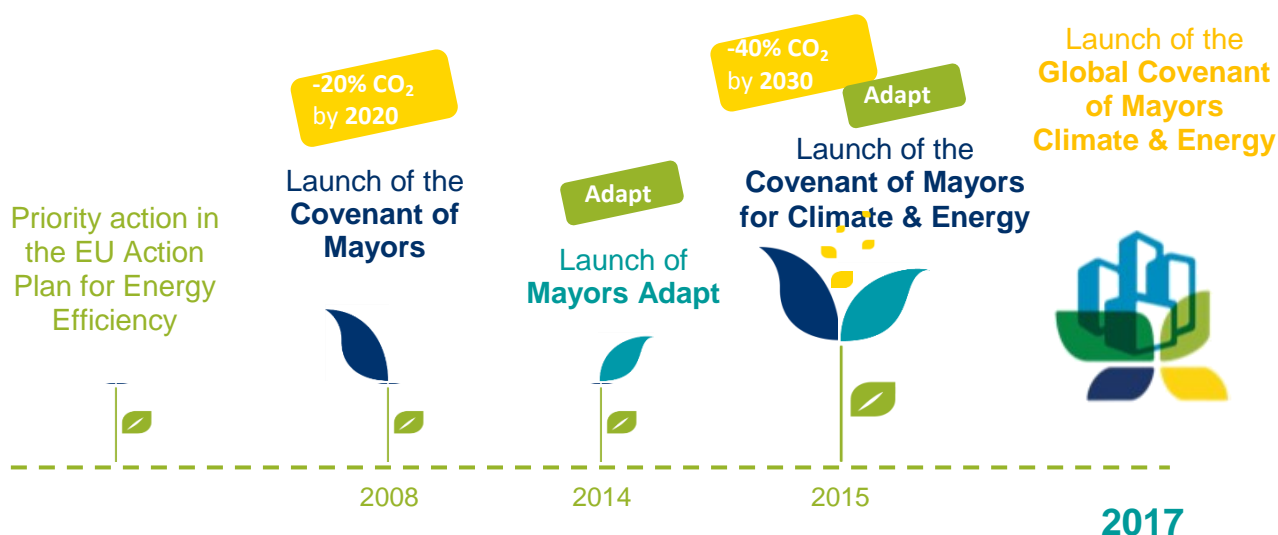 Priority action in
the EU Action
Plan for Energy
Efficiency
-20% CO₂
by 2020
Launch of the
Covenant of
Mayors
Adapt
Launch of
Mayors Adapt
-40% CO₂
by 2030
Adapt
Launch of the
Covenant of Mayors
for Climate & Energy
Launch of the
Global Covenant
of Mayors
Climate & Energy
2008
2014
2015
2017